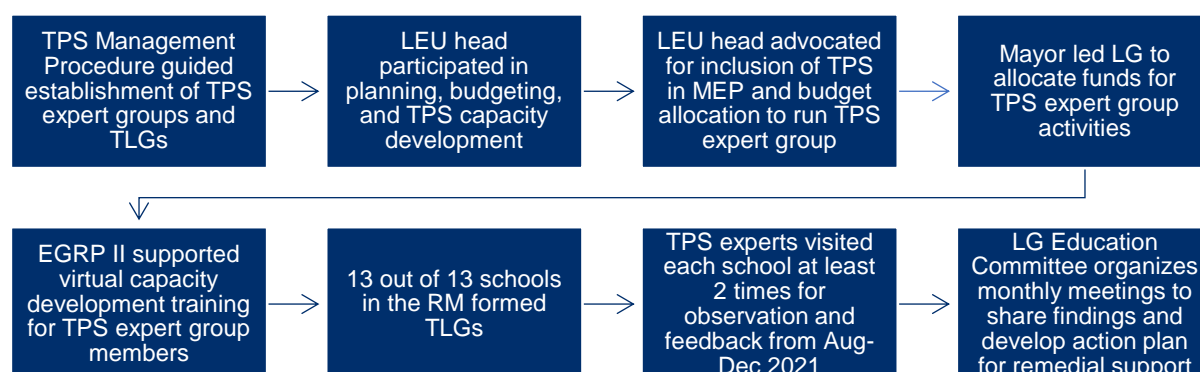 TPS Management
Procedure guided
establishment of TPS
expert groups and
TLGs
LEU head
participated in
planning, budgeting,
and TPS capacity
development
LEU head advocated
for inclusion of TPS
in MEP and budget
allocation to run TPS
expert group
Mayor led LG to
allocate funds for
TPS expert group
activities
EGRP II supported
virtual capacity
development training
for TPS expert group
members
13 out of 13 schools
in the RM formed
TLGs
TPS experts visited
each school at least
2 times for
observation and
feedback from Aug-
Dec 2021
LG Education
Committee organizes
monthly meetings to
share findings and
develop action plan
for remedial support